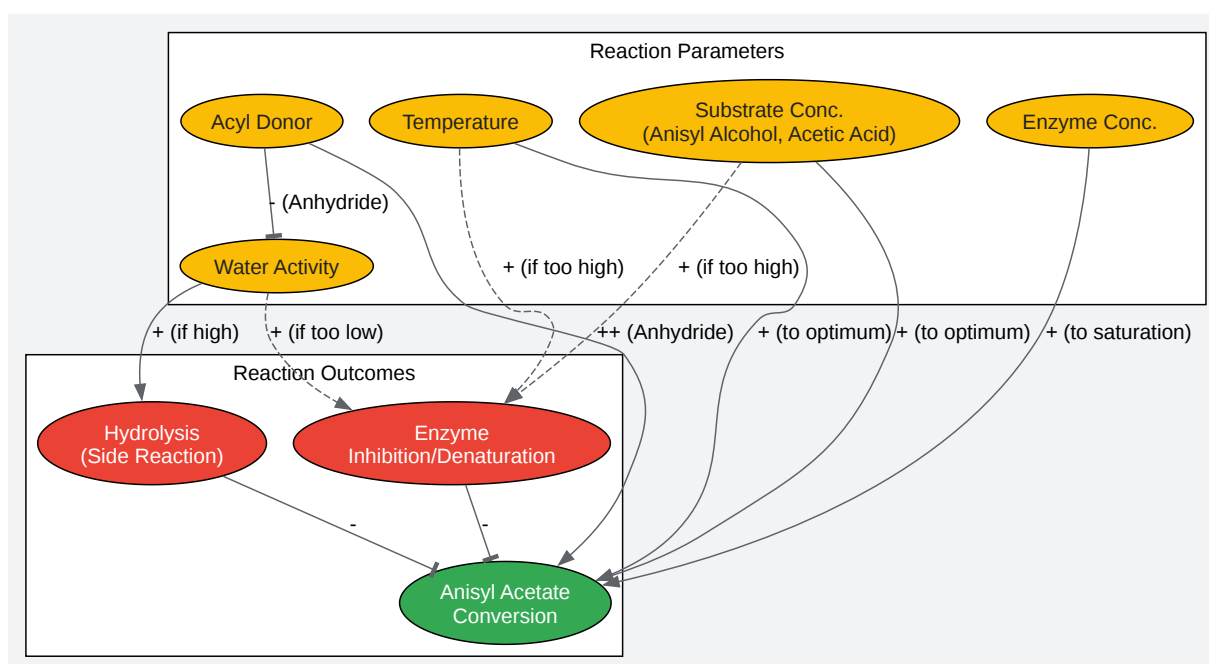 Reaction Parameters
Acyl Donor
Temperature
Substrate Conc.
(Anisyl Alcohol, Acetic Acid)
Enzyme Conc.
- (Anhydride)
Water Activity
+ (if too high)
+ (if too high)
+ (if high)
+ (if too low)
++ (Anhydride)
+ (to optimum)
+ (to optimum)
+ (to saturation)
Reaction Outcomes
Hydrolysis
(Side Reaction)
Enzyme
Inhibition/Denaturation
-
-
Anisyl Acetate
Conversion